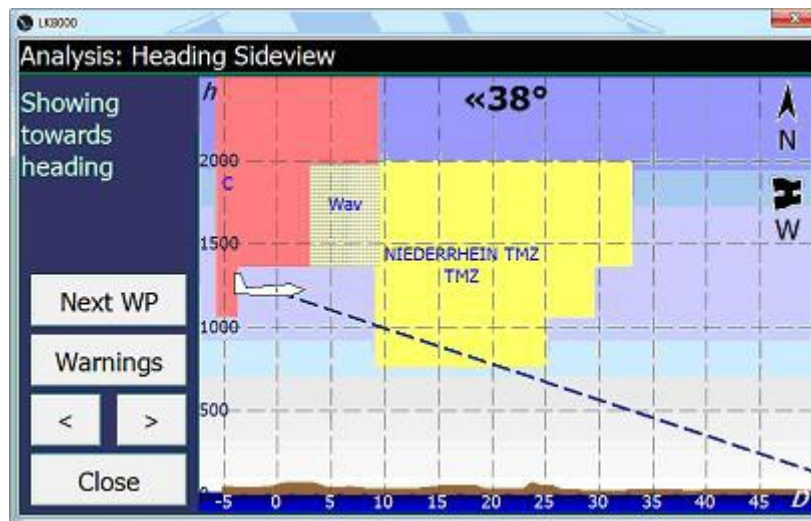 LK8000
Analysis: Heading Sideview
Showing
towards
heading
h
«38°
N
2000
C
Wav
W
1500
NIEDERRHEIN TMZ
TMZ
Next WP
1000
Warnings
500
< >
Close
0
-5 0 5 10 15 20 25 30 35 40 45 D